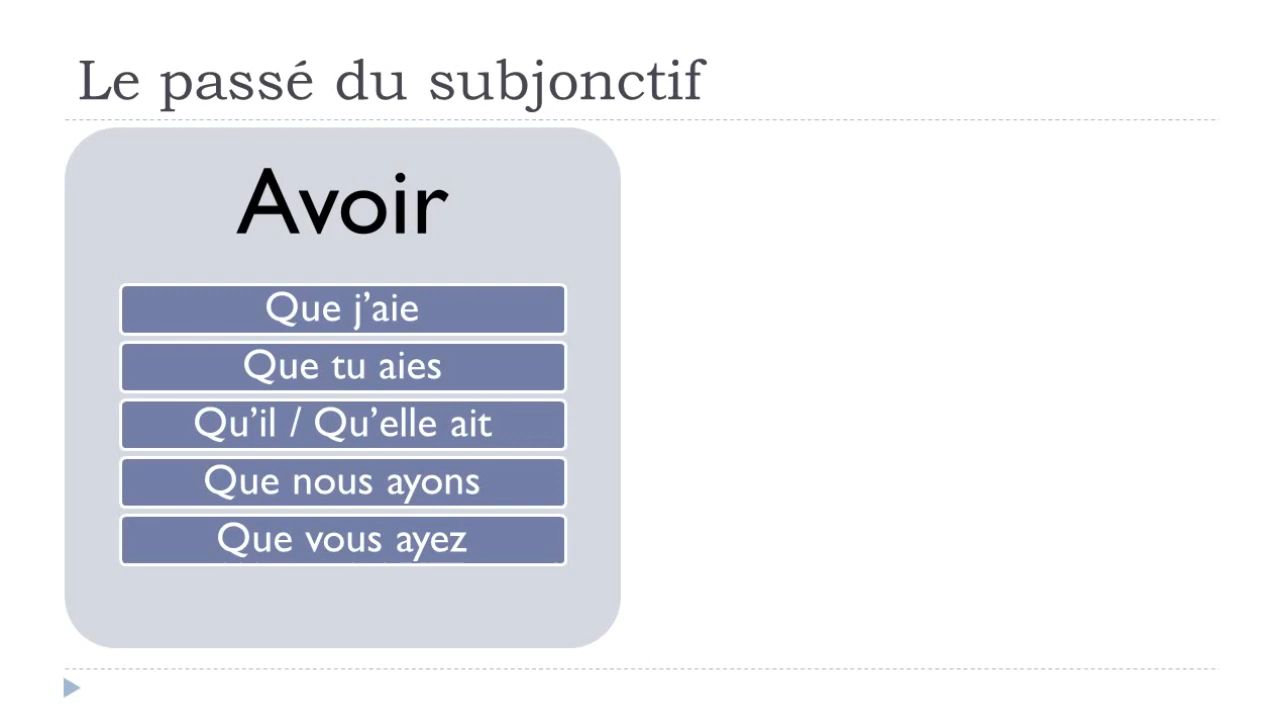 Le passé du subjonctif
Avoir
Que j’aie
Que tu aies
Qu’il / Qu’elle ait
Que nous ayons
Que vous ayez